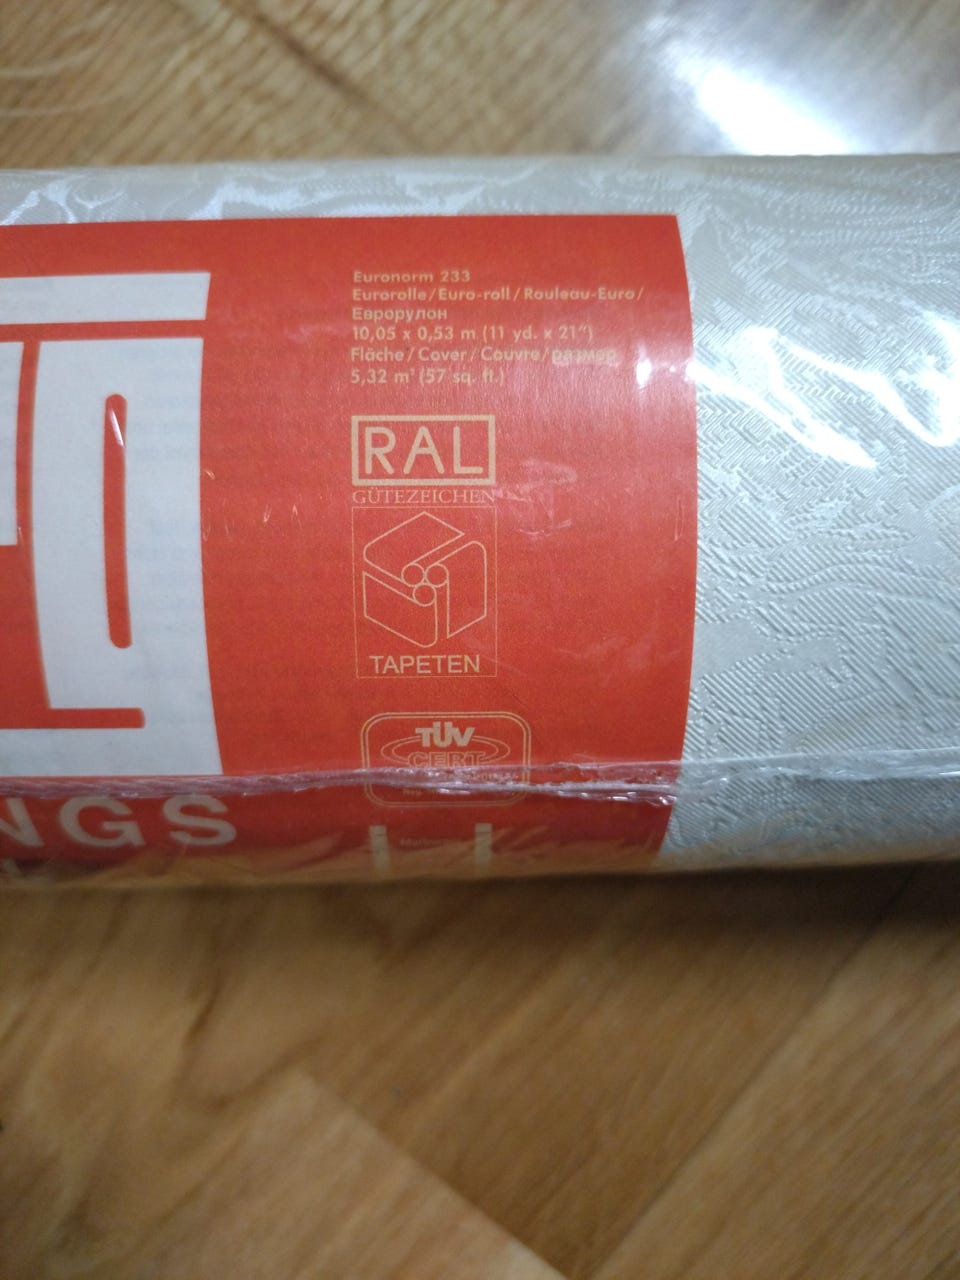 Euronorm 233
Eurorolle/Euro-roll/Rouleau-Euro/
Еврорулон
10,05 x 0,53 m (11 yd. x 21")
Fläche/Cover/Couvre/размер
5,32 m² (57 sq. ft.)
RAL
GÜTEZEICHEN
TAPETEN
TÜV
CERT
NGS